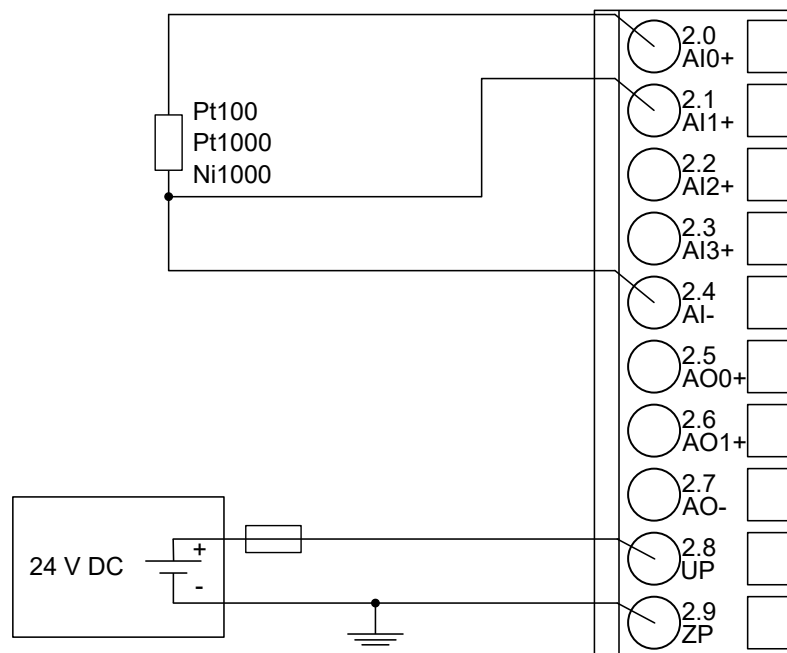 2.0
AI0+
Pt100
Pt1000
Ni1000
2.1
AI1+
2.2
AI2+
2.3
AI3+
2.4
AI-
2.5
AO0+
2.6
AO1+
2.7
AO-
24 V DC
+
-
2.8
UP
2.9
ZP